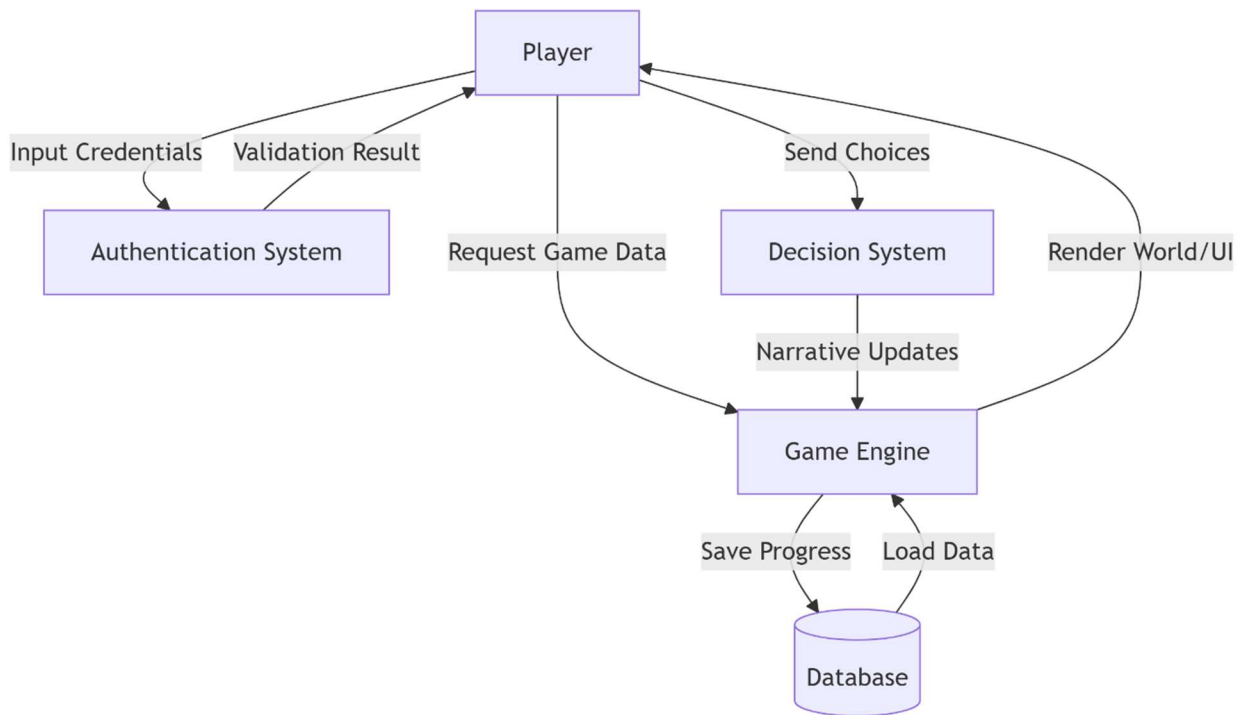 Player
Input Credentials
Validation Result
Send Choices
Authentication System
Request Game Data
Decision System
Render World/UI
Narrative Updates
Game Engine
Save Progress
Load Data
Database